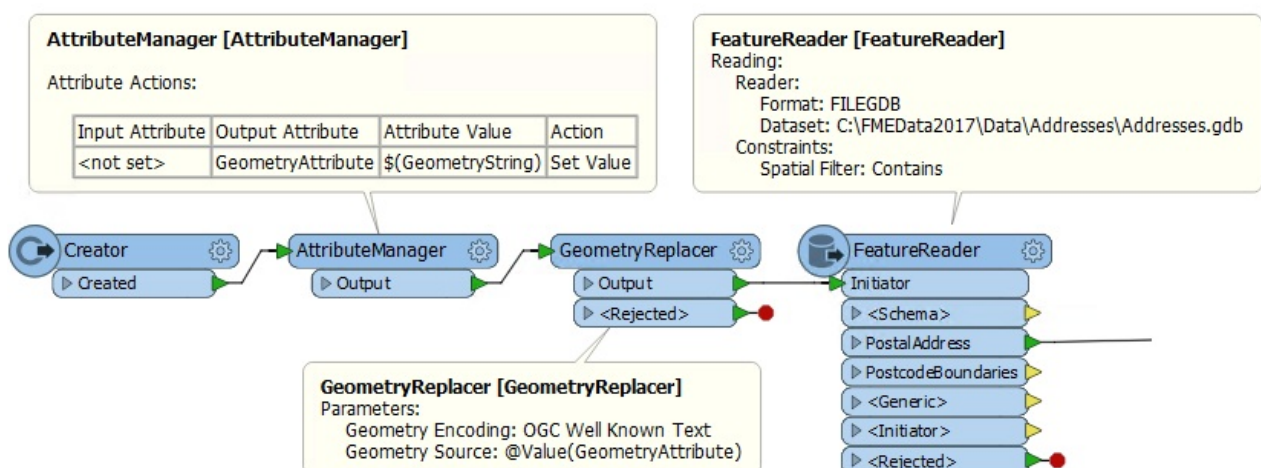 AttributeManager [AttributeManager]
Attribute Actions:
Input Attribute Output Attribute Attribute Value Action
<not set> GeometryAttribute $(GeometryString) Set Value
FeatureReader [FeatureReader]
Reading:
Reader:
Format: FILEGDB
Dataset: C:\FMEData2017\Data\Addresses\Addresses.gdb
Constraints:
Spatial Filter: Contains
Creator
Created
AttributeManager
Output
GeometryReplacer
Output
<Rejected>
FeatureReader
Initiator
<Schema>
PostalAddress
PostcodeBoundaries
<Generic>
<Initiator>
<Rejected>
GeometryReplacer [GeometryReplacer]
Parameters:
Geometry Encoding: OGC Well Known Text
Geometry Source: @Value(GeometryAttribute)